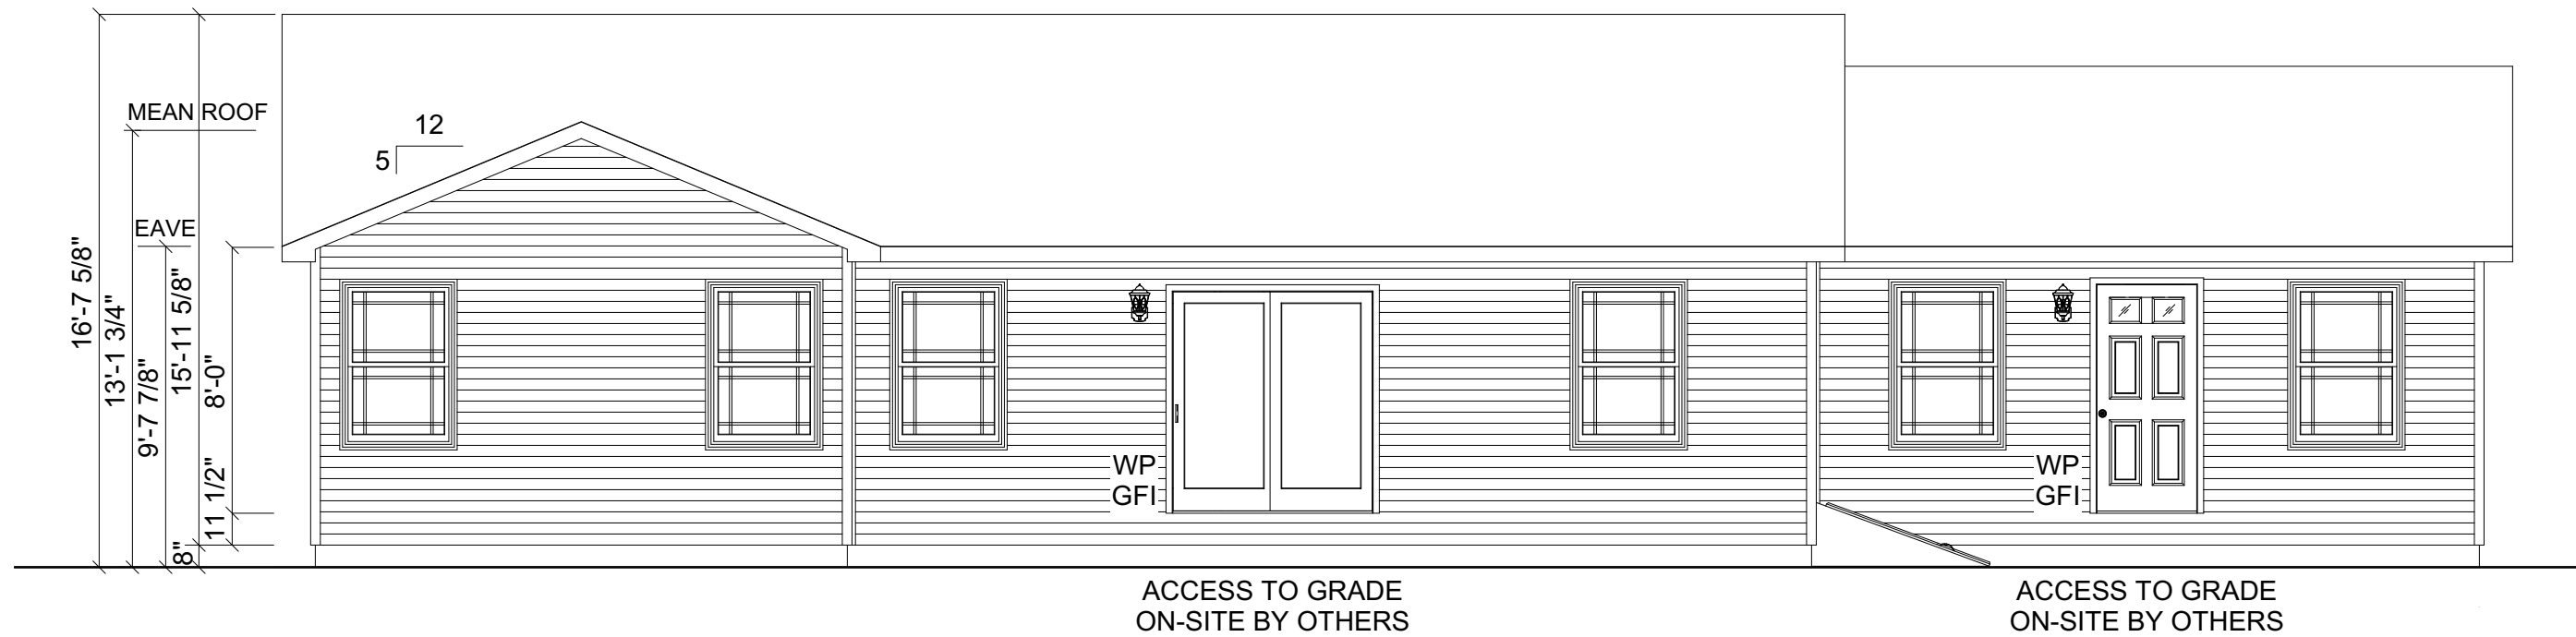 12
5
MEAN ROOF
EAVE
16'-7 5/8"
13'-1 3/4"
9'-7 7/8"
15'-11 5/8"
8'-0"
11 1/2"
8"
WP
GFI
WP
GFI
ACCESS TO GRADE
ON-SITE BY OTHERS
ACCESS TO GRADE
ON-SITE BY OTHERS